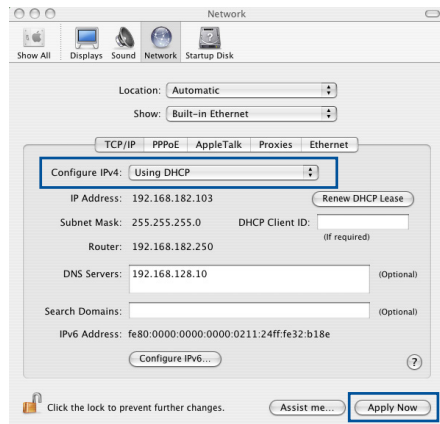 Network
Show All Displays Sound Network Startup Disk
Location: Automatic
Show: Built-in Ethernet
TCP/IP PPPoE AppleTalk Proxies Ethernet
Configure IPv4: Using DHCP
IP Address: 192.168.182.103 Renew DHCP Lease
Subnet Mask: 255.255.255.0 DHCP Client ID:
(If required)
Router: 192.168.182.250
DNS Servers: 192.168.128.10 (Optional)
Search Domains: (Optional)
IPv6 Address: fe80:0000:0000:0000:0211:24ff:fe32:b18e
Configure IPv6... ?
Click the lock to prevent further changes. Assist me... Apply Now